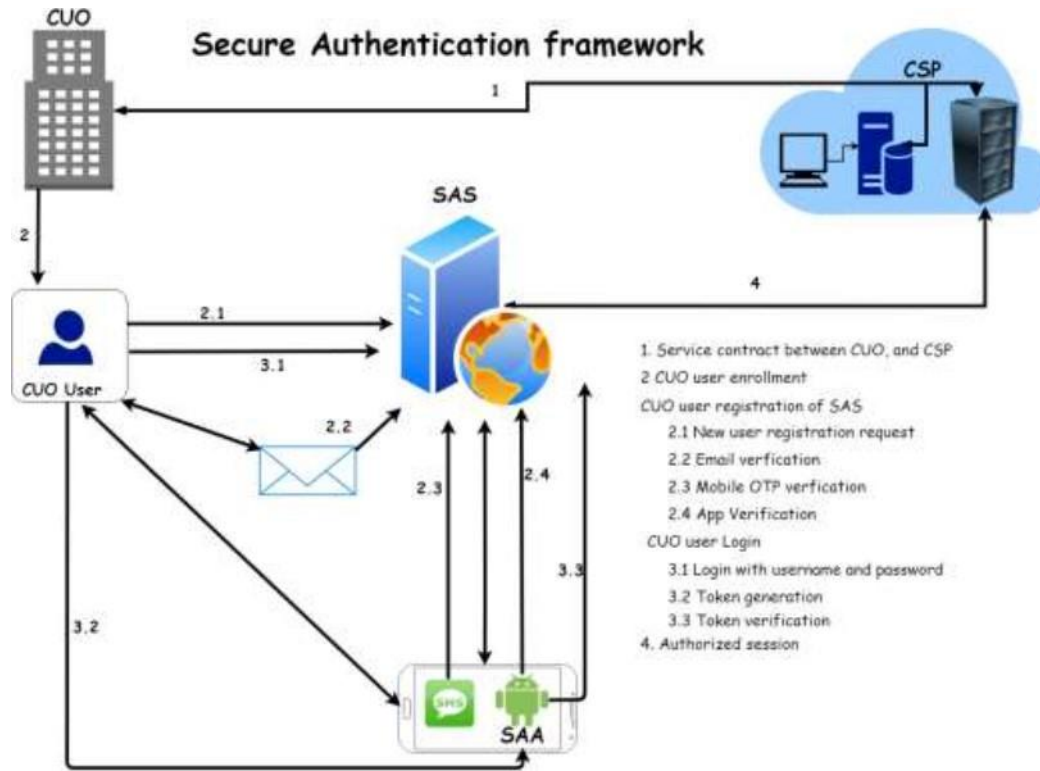 CUO
Secure Authentication framework
CSP
1
SAS
2
4
2.1
3.1
CUO User
2.2
2.3
2.4
3.3
3.2
SMS
SAA
1. Service contract between CUO, and CSP
2 CUO user enrollment
CUO user registration of SAS
2.1 New user registration request
2.2 Email verfication
2.3 Mobile OTP verfication
2.4 App Verification
CUO user Login
3.1 Login with username and password
3.2 Token generation
3.3 Token verification
4. Authorized session